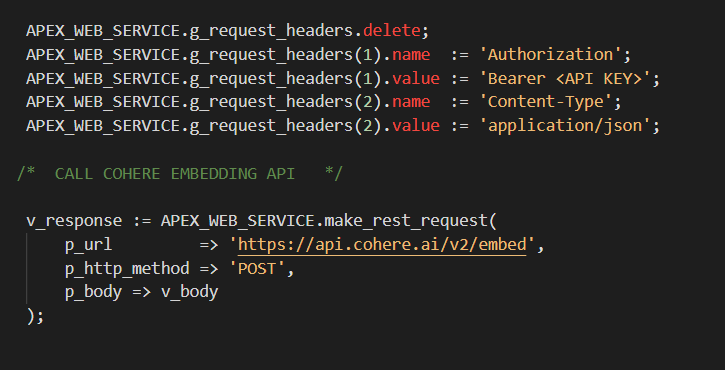 APEX_WEB_SERVICE.g_request_headers.delete;
APEX_WEB_SERVICE.g_request_headers(1).name  := 'Authorization';
APEX_WEB_SERVICE.g_request_headers(1).value := 'Bearer <API KEY>';
APEX_WEB_SERVICE.g_request_headers(2).name  := 'Content-Type';
APEX_WEB_SERVICE.g_request_headers(2).value := 'application/json';
/*  CALL COHERE EMBEDDING API   */
v_response := APEX_WEB_SERVICE.make_rest_request(
    p_url         => 'https://api.cohere.ai/v2/embed',
    p_http_method => 'POST',
    p_body => v_body
);